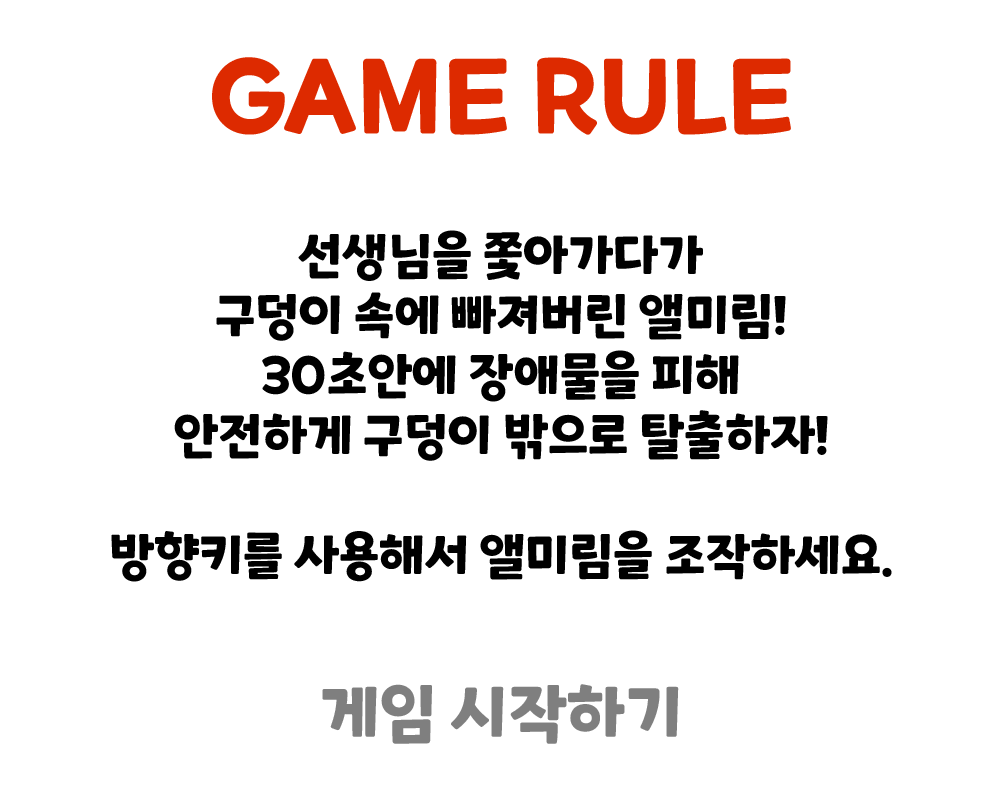 GAME RULE
선생님을 쫓아가다가
구덩이 속에 빠져버린 앨미림!
30초안에 장애물을 피해
안전하게 구덩이 밖으로 탈출하자!
방향키를 사용해서 앨미림을 조작하세요.
게임 시작하기